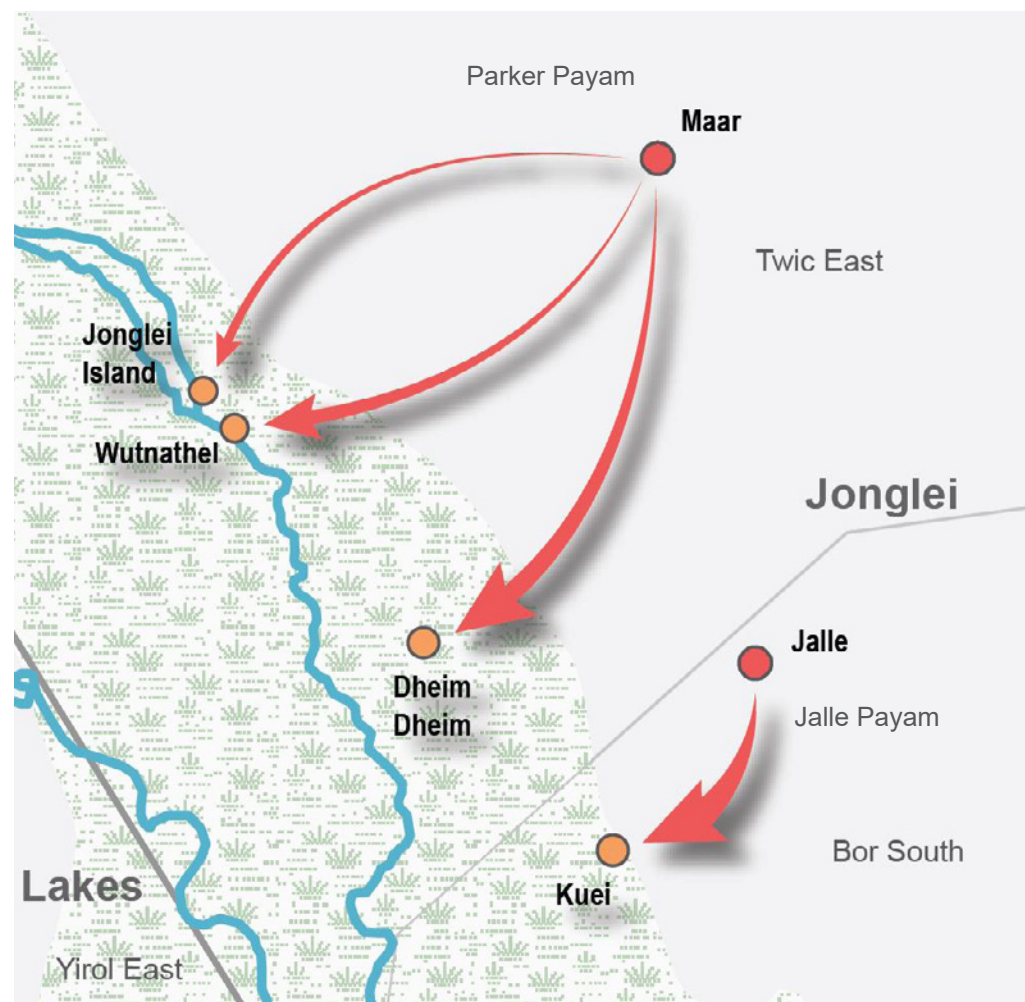 Parker Payam
Maar
Twic East
Jonglei
Island
Wutnathel
Jonglei
Jalle
Dheim
Dheim
Jalle Payam
Bor South
Lakes
Kuei
Yirol East